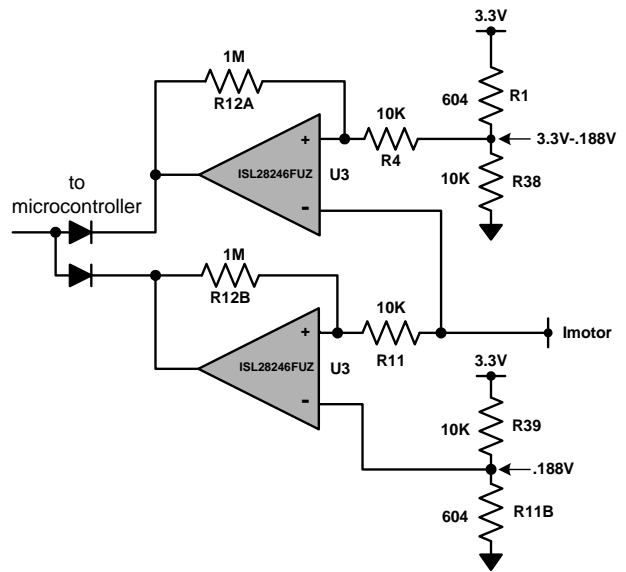 3.3V
1M
R12A
604
R1
10K
3.3V-.188V
R4
10K
R38
+
ISL28246FUZ
U3
-
to
microcontroller
1M
R12B
10K
R11
Imotor
+
ISL28246FUZ
U3
-
3.3V
10K
R39
.188V
604
R11B